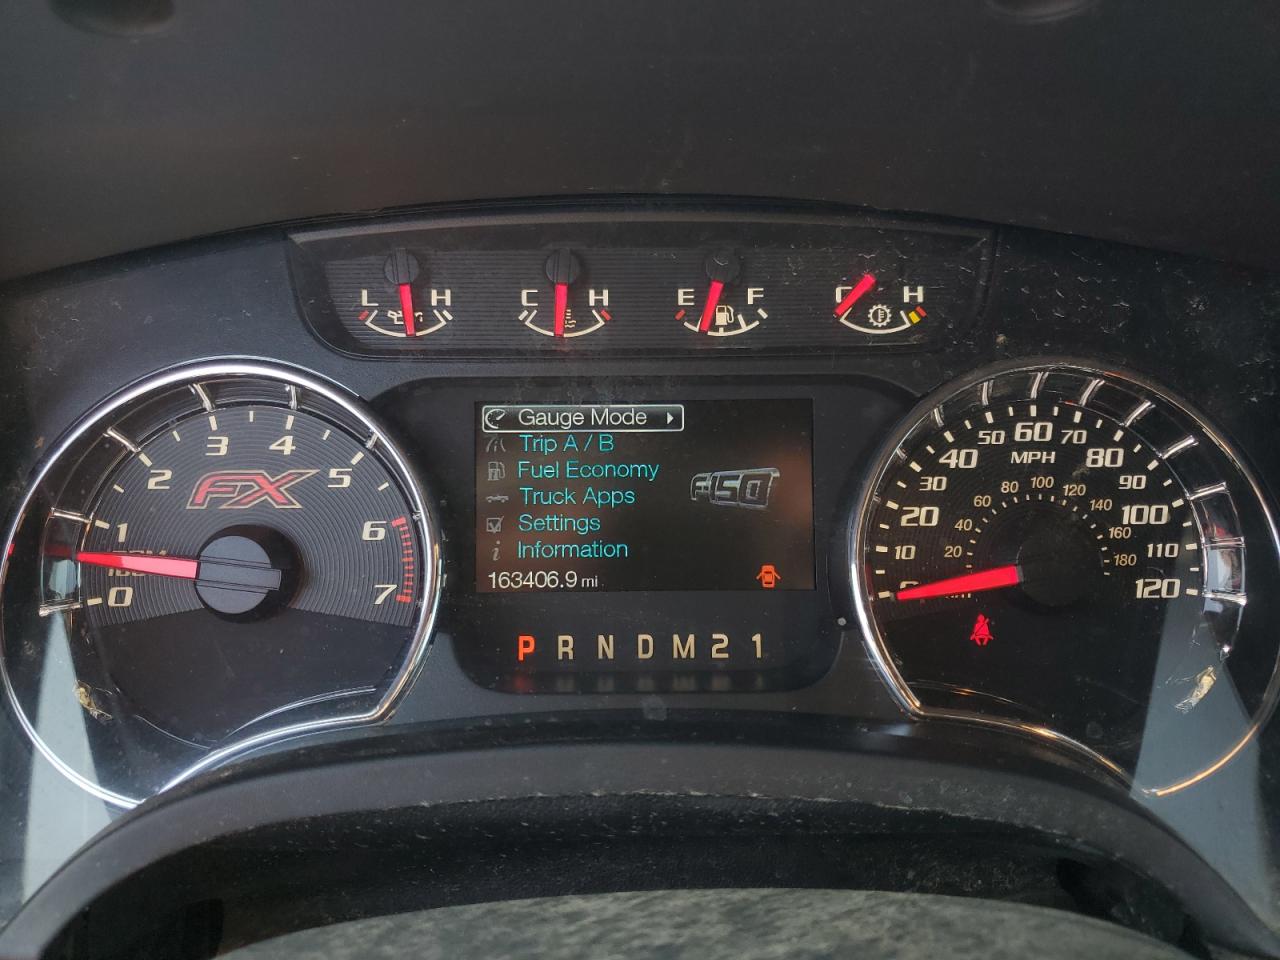 L H
C H
E F
C H
0 1 2 3 4 5 6 7
FX
Gauge Mode
Trip A / B
Fuel Economy
Truck Apps
Settings
i Information
163406.9 mi
F-150
P R N D M 2 1
10 20 30 40 50 60 70 80 90 100 110 120
MPH
20 40 60 80 100 120 140 160 180